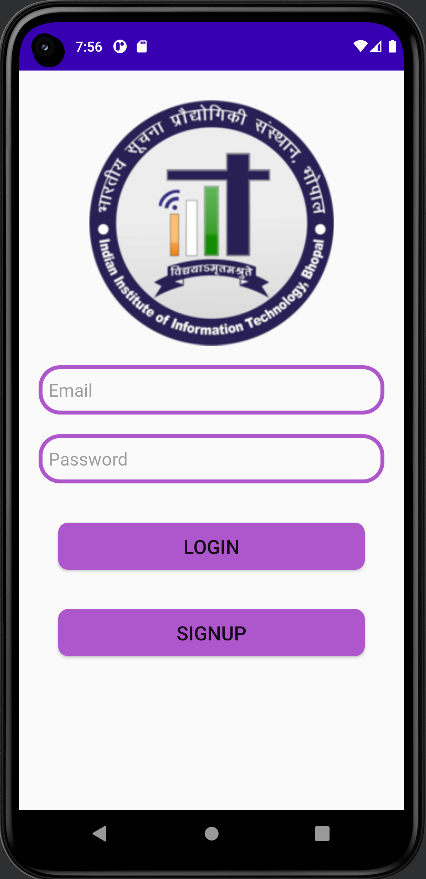 7:56
भारतीय सूचना प्रौद्योगिकी संस्थान, भोपाल
विद्ययाऽमृतमश्नुते
Indian Institute of Information Technology, Bhopal
Email
Password
LOGIN
SIGNUP